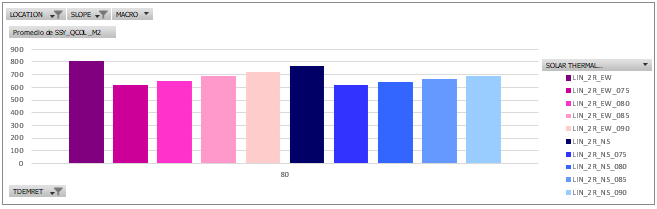 LOCATION SLOPE MACRO
Promedio de SSY_QCOL_M2
900
800
700
600
500
400
300
200
100
0
80
TDEMRET
SOLAR THERMAL...
LIN_2R_EW
LIN_2R_EW_075
LIN_2R_EW_080
LIN_2R_EW_085
LIN_2R_EW_090
LIN_2R_NS
LIN_2R_NS_075
LIN_2R_NS_080
LIN_2R_NS_085
LIN_2R_NS_090